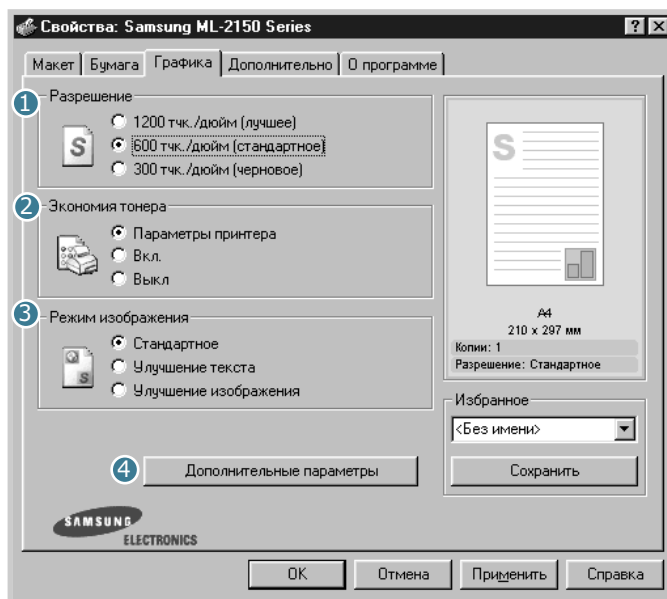 Свойства: Samsung ML-2150 Series
Макет Бумага Графика Дополнительно О программе
1
Разрешение
S
1200 тчк./дюйм (лучшее)
600 тчк./дюйм (стандартное)
300 тчк./дюйм (черновое)
2
Экономия тонера
Параметры принтера
Вкл.
Выкл
3
Режим изображения
S
Стандартное
Улучшение текста
Улучшение изображения
4
Дополнительные параметры
SAMSUNG
ELECTRONICS
S
A4
210 x 297 мм
Копии: 1
Разрешение: Стандартное
Избранное
<Без имени>
Сохранить
OK Отмена Применить Справка